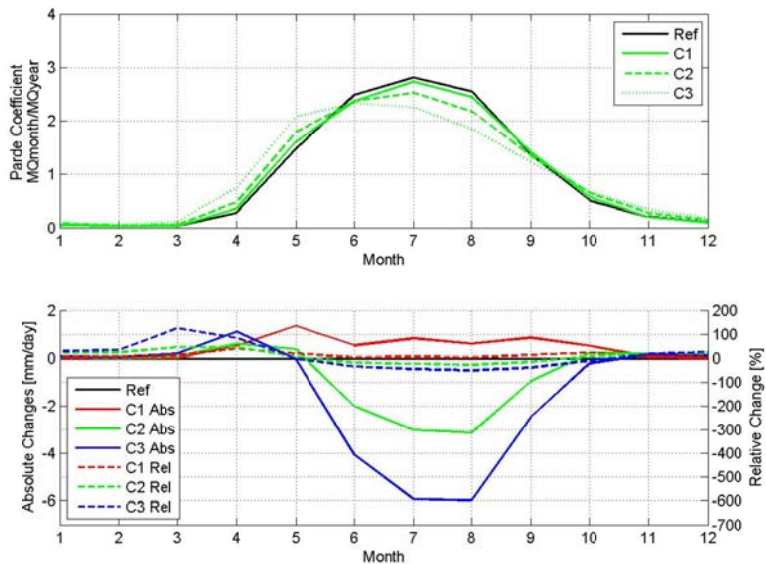 4
3
2
1
0
Parde Coefficient
MQmonth/MQyear
Ref
C1
C2
C3
1 2 3 4 5 6 7 8 9 10 11 12
Month
2
0
-2
-4
-6
Absolute Changes [mm/day]
Ref
C1 Abs
C2 Abs
C3 Abs
C1 Rel
C2 Rel
C3 Rel
200
100
0
-100
-200
-300
-400
-500
-600
-700
Relative Change [%]
1 2 3 4 5 6 7 8 9 10 11 12
Month